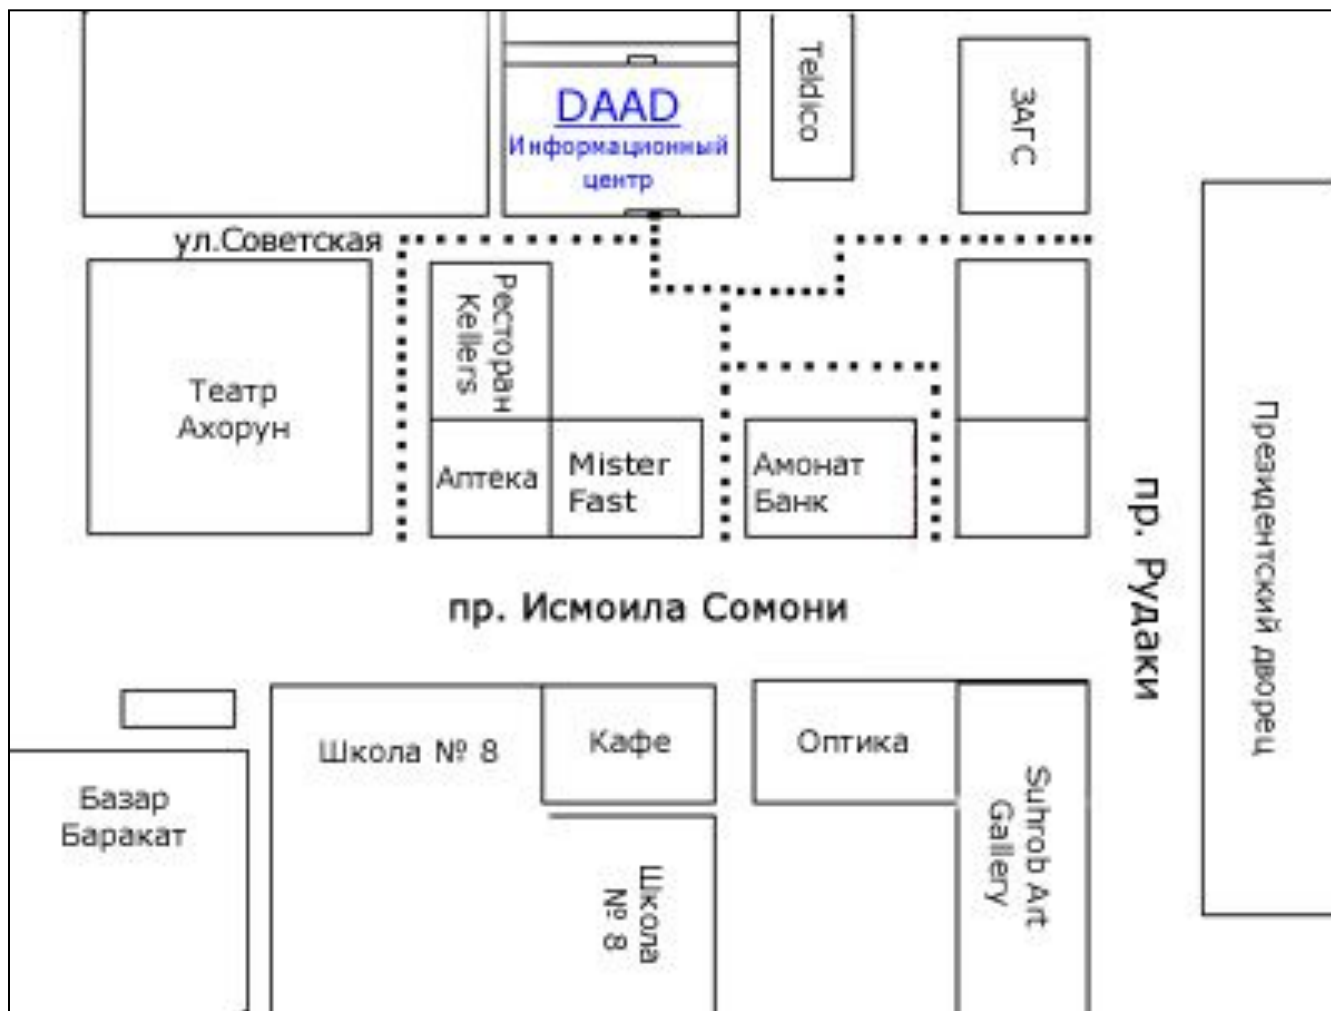 DAAD
Информационный
центр
Teldico
ЗАГС
ул.Советская
Ресторан
Kellers
Театр
Ахорун
Аптека
Mister
Fast
Амонат
Банк
пр. Исмоила Сомони
пр. Рудаки
Президентский дворец
Школа № 8
Кафе
Оптика
Базар
Баракат
Школа
№ 8
Suhrob Art
Gallery